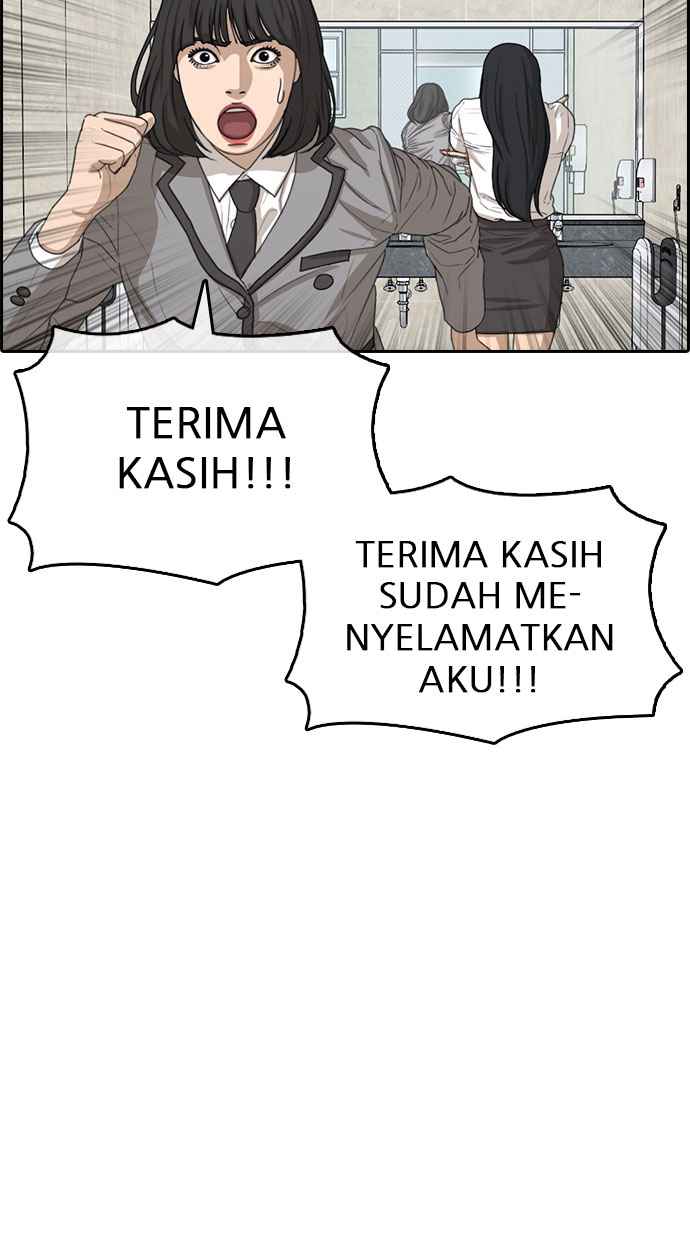 TERIMA
KASIH!!!
TERIMA KASIH
SUDAH ME-
NYELAMATKAN
AKU!!!